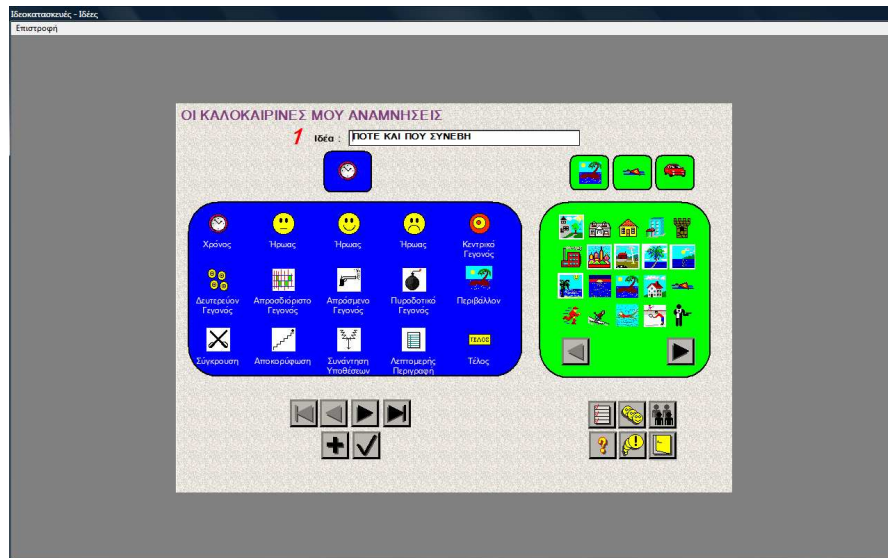 Ιδεοκατασκευές - Ιδέες
Επιστροφή
ΟΙ ΚΑΛΟΚΑΙΡΙΝΕΣ ΜΟΥ ΑΝΑΜΝΗΣΕΙΣ
1 Ιδέα : ΠΟΤΕ ΚΑΙ ΠΟΥ ΣΥΝΕΒΗ
Χρόνος Ήρωας Ήρωας Ήρωας Κεντρικό
Γεγονός
Δευτερεύον Απροσδιόριστο Απρόσμενο Πυροδοτικό Περιβάλλον
Γεγονός Γεγονός Γεγονός Γεγονός
ΤΕΛΟΣ
Σύγκρουση Αποκορύφωση Συνάντηση Λεπτομερής Τέλος
Υποθέσεων Περιγραφή